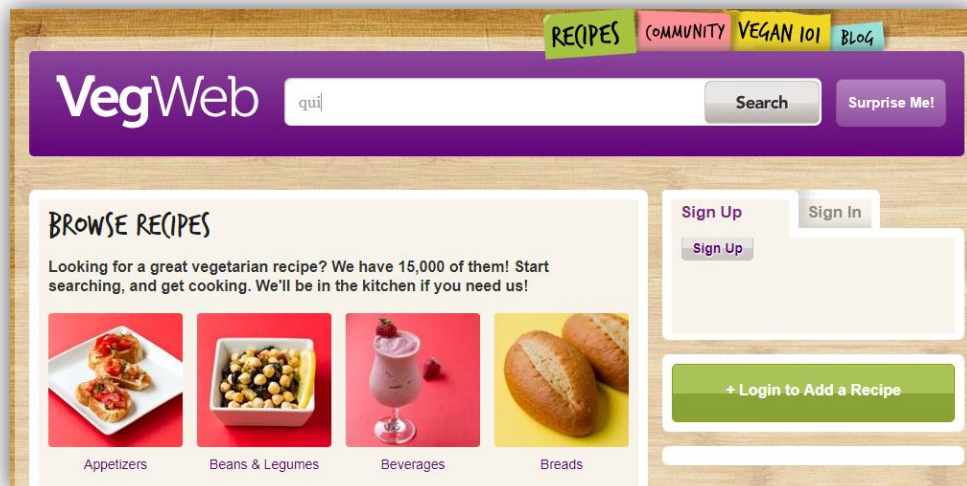 RECIPES COMMUNITY VEGAN 101 BLOG
VegWeb
qui
Search
Surprise Me!
BROWSE RECIPES
Looking for a great vegetarian recipe? We have 15,000 of them! Start
searching, and get cooking. We'll be in the kitchen if you need us!
Appetizers
Beans & Legumes
Beverages
Breads
Sign Up
Sign In
Sign Up
+ Login to Add a Recipe